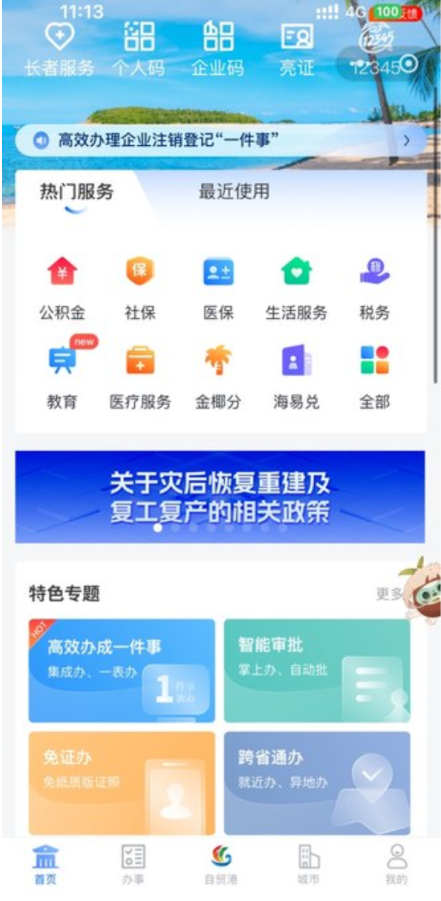 11:13
4G
100
反馈
长者服务
个人码
企业码
亮证
12345
12345
高效办理企业注销登记“一件事”
热门服务
最近使用
公积金
社保
医保
生活服务
税务
new
教育
医疗服务
金椰分
海易兑
全部
关于灾后恢复重建及
复工复产的相关政策
特色专题
更多
HOT
高效办成一件事
集成办、一表办
1
件事
智能审批
掌上办、自动批
免证办
免纸质版证照
跨省通办
就近办、异地办
首页
办事
自贸港
城市
我的